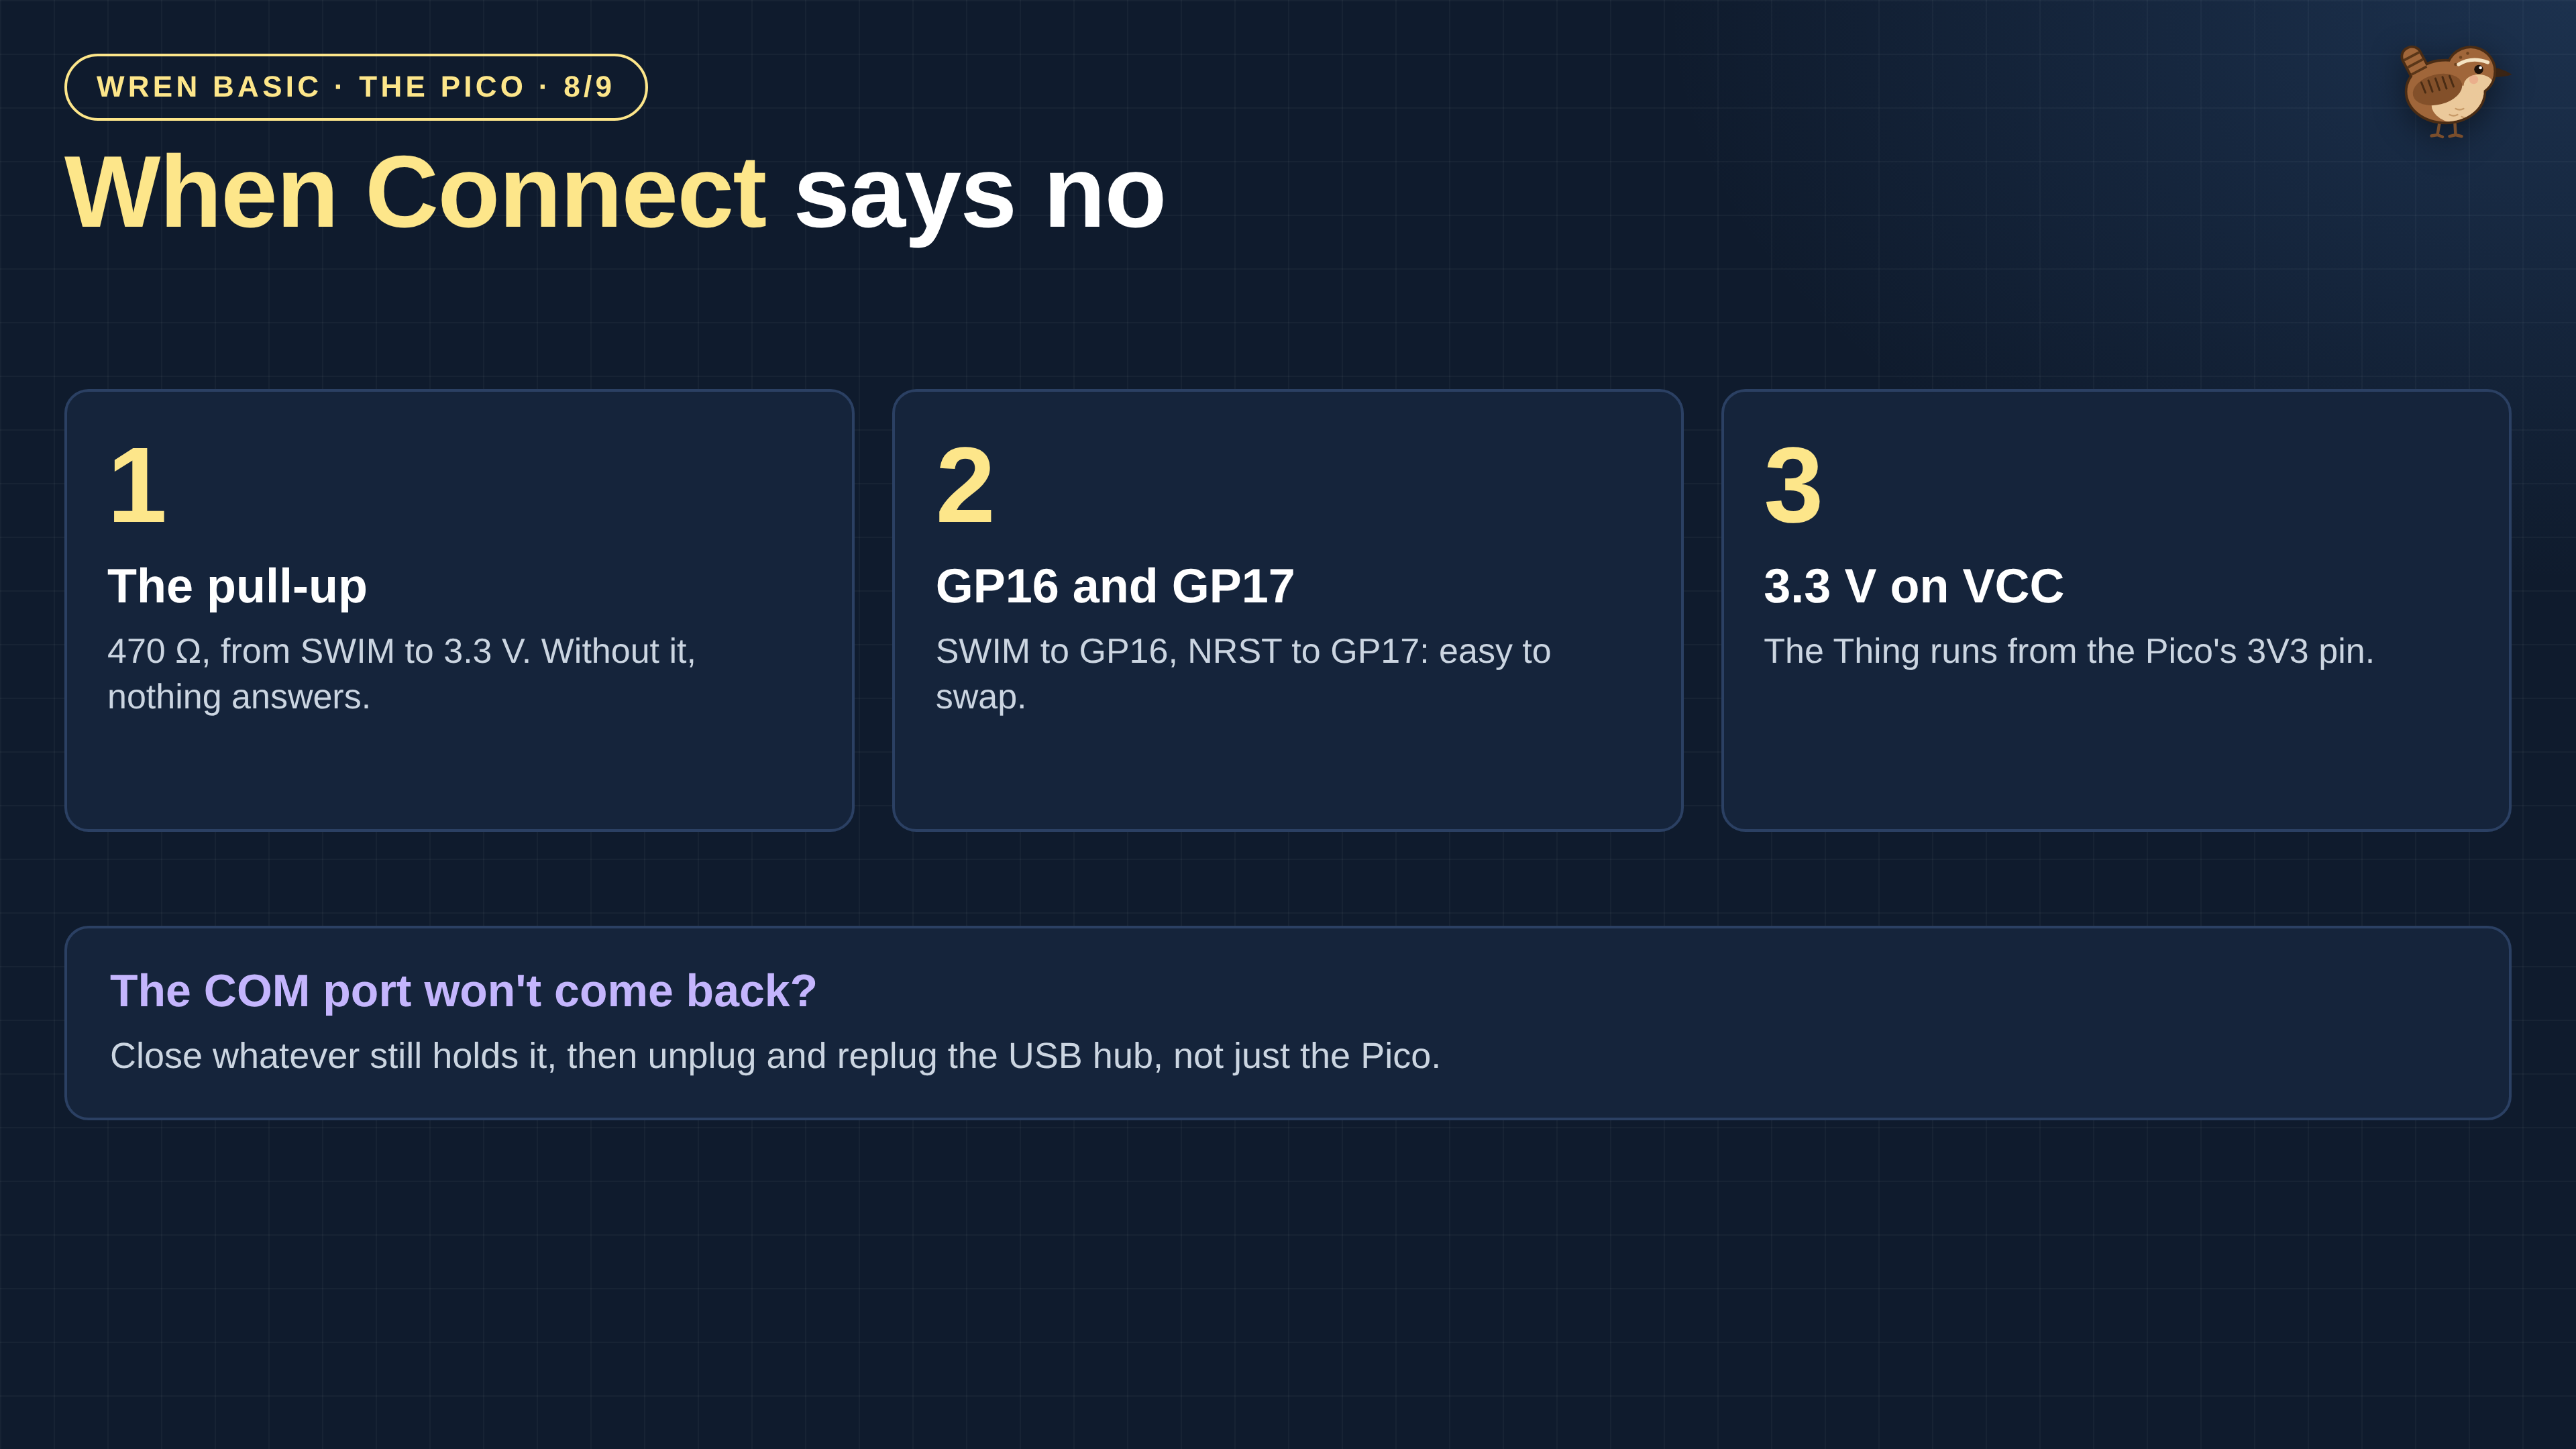 WREN BASIC · THE PICO · 8/9
When Connect says no
1
The pull-up
470 Ω, from SWIM to 3.3 V. Without it,
nothing answers.
2
GP16 and GP17
SWIM to GP16, NRST to GP17: easy to
swap.
3
3.3 V on VCC
The Thing runs from the Pico's 3V3 pin.
The COM port won't come back?
Close whatever still holds it, then unplug and replug the USB hub, not just the Pico.